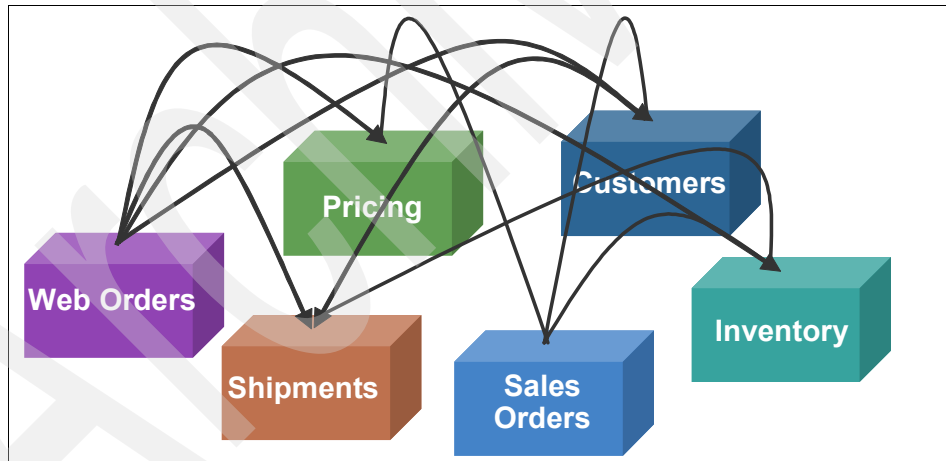 Pricing
Customers
Web Orders
Inventory
Shipments
Sales
Orders